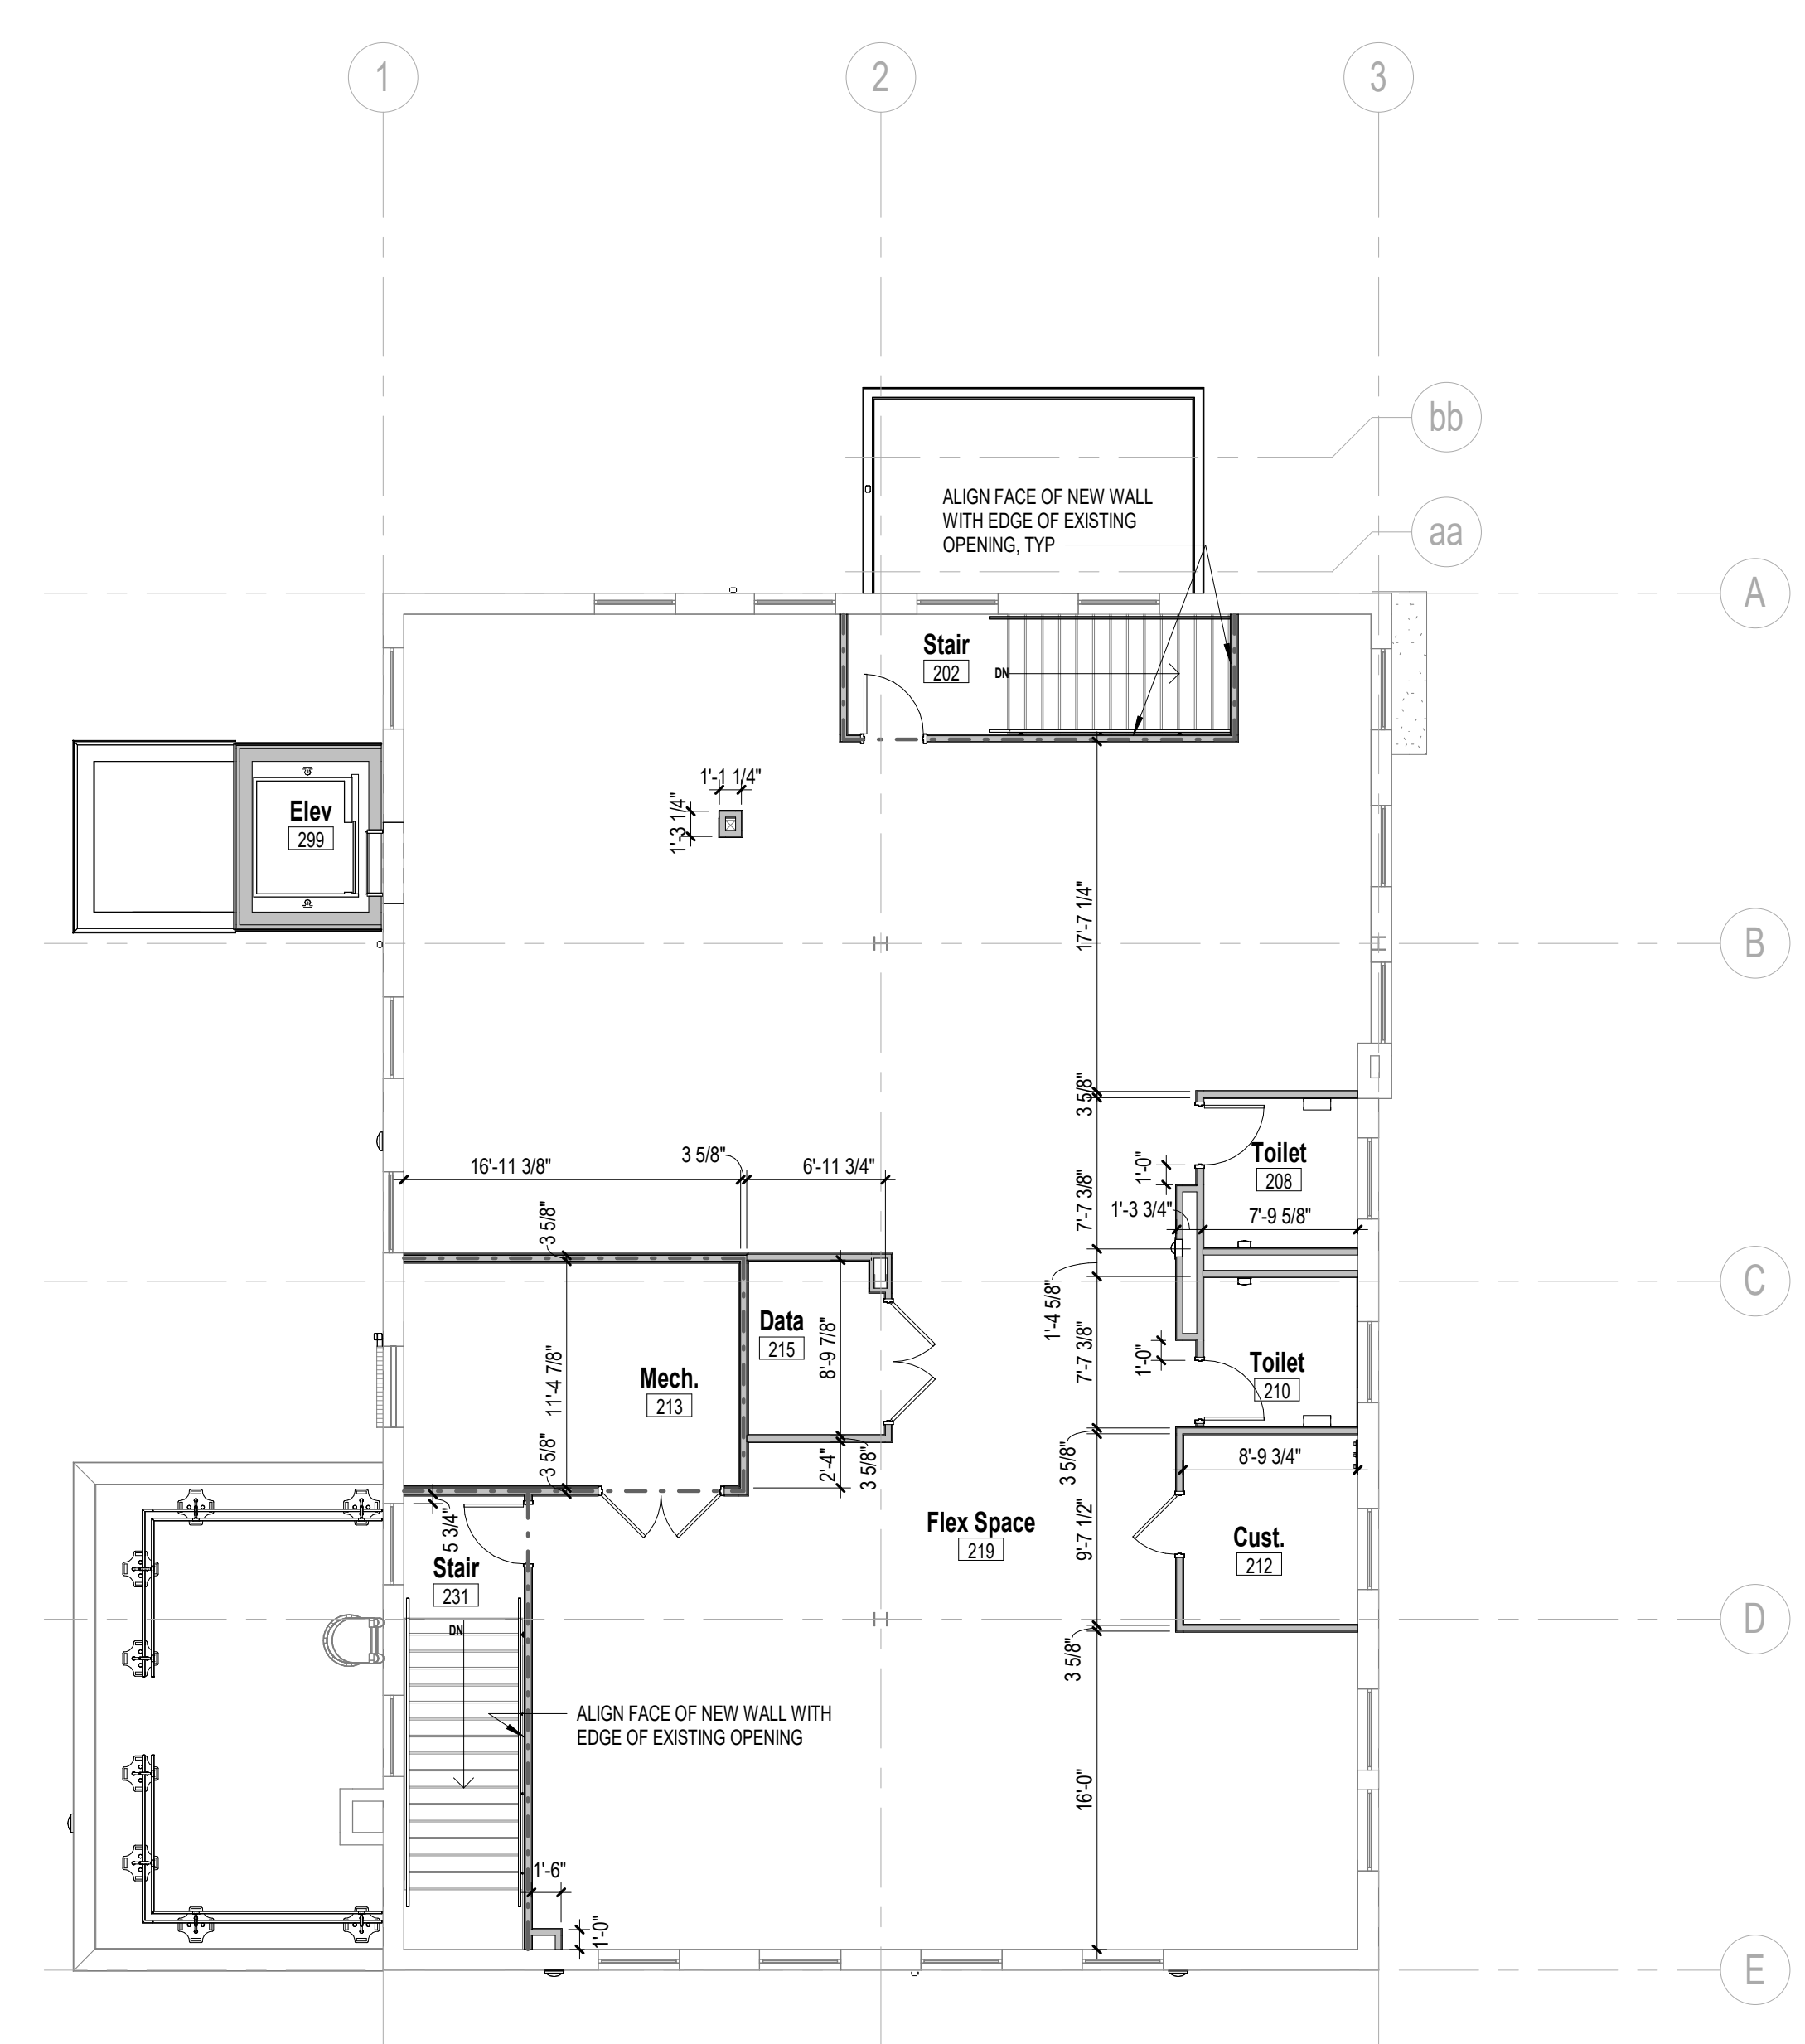 1
2
3
bb
ALIGN FACE OF NEW WALL
WITH EDGE OF EXISTING
OPENING, TYP
aa
A
Stair
202
DN
1'-1 1/4"
1'-3 1/4"
Elev
299
17'-7 1/4"
B
3 5/8"
16'-11 3/8"
3 5/8"
6'-11 3/4"
1'-0"
Toilet
208
7'-7 3/8"
1'-3 3/4"
7'-9 5/8"
3 5/8"
C
1'-4 5/8"
Data
215
8'-9 7/8"
11'-4 7/8"
Mech.
213
7'-7 3/8"
1'-0"
Toilet
210
3 5/8"
2'-4"
3 5/8"
3 5/8"
8'-9 3/4"
5 3/4"
Flex Space
219
9'-7 1/2"
Cust.
212
Stair
231
DN
D
3 5/8"
ALIGN FACE OF NEW WALL WITH
EDGE OF EXISTING OPENING
16'-0"
1'-6"
1'-0"
E